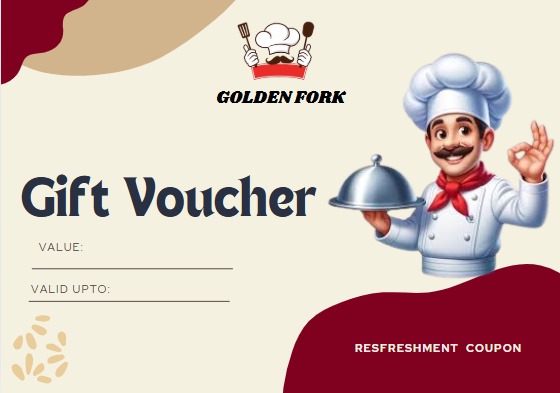 GOLDEN FORK
Gift Voucher
VALUE:
VALID UPTO:
RESFRESHMENT COUPON